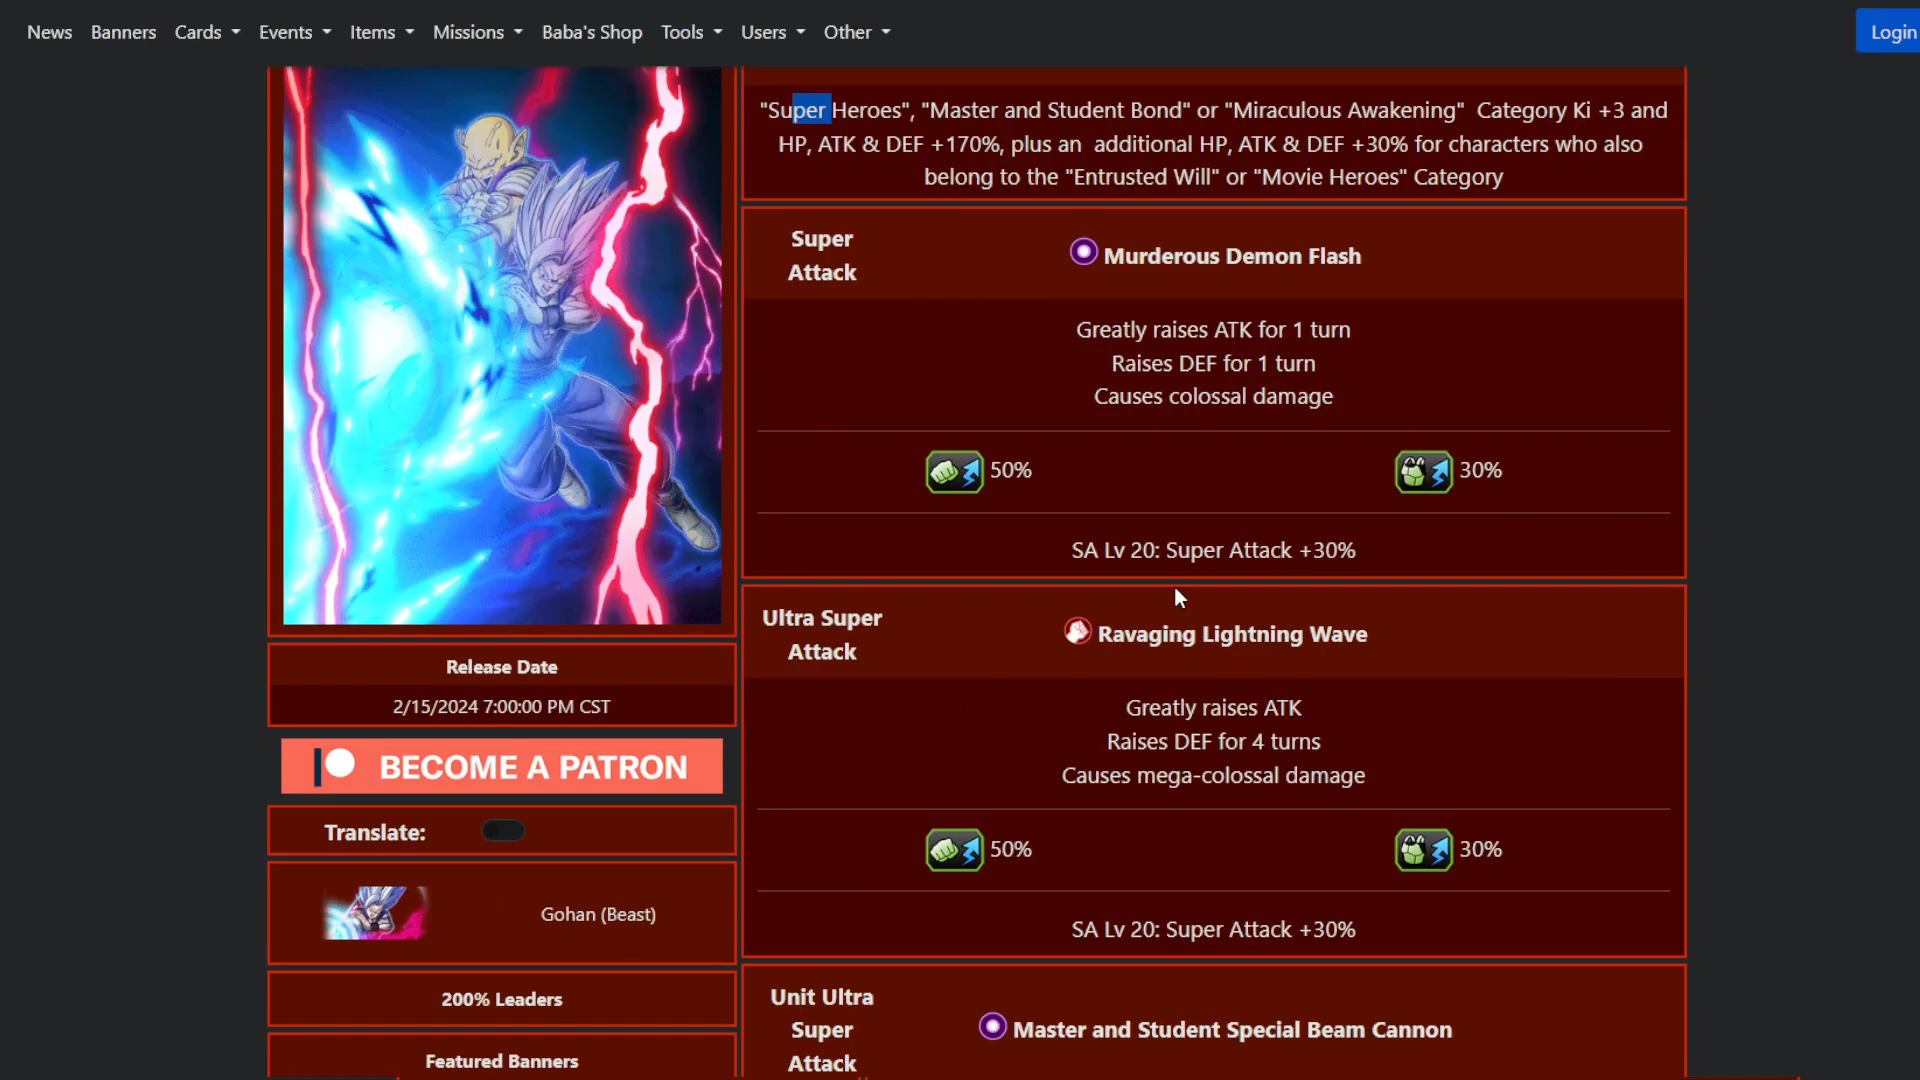 News Banners Cards Events Items Missions Baba's Shop Tools Users Other Login
"Super Heroes", "Master and Student Bond" or "Miraculous Awakening" Category Ki +3 and
HP, ATK & DEF +170%, plus an additional HP, ATK & DEF +30% for characters who also
belong to the "Entrusted Will" or "Movie Heroes" Category
Super
Attack
Murderous Demon Flash
Greatly raises ATK for 1 turn
Raises DEF for 1 turn
Causes colossal damage
50% 30%
SA Lv 20: Super Attack +30%
Ultra Super
Attack
Ravaging Lightning Wave
Greatly raises ATK
Raises DEF for 4 turns
Causes mega-colossal damage
50% 30%
SA Lv 20: Super Attack +30%
Unit Ultra
Super
Attack
Master and Student Special Beam Cannon
Release Date
2/15/2024 7:00:00 PM CST
BECOME A PATRON
Translate:
Gohan (Beast)
200% Leaders
Featured Banners